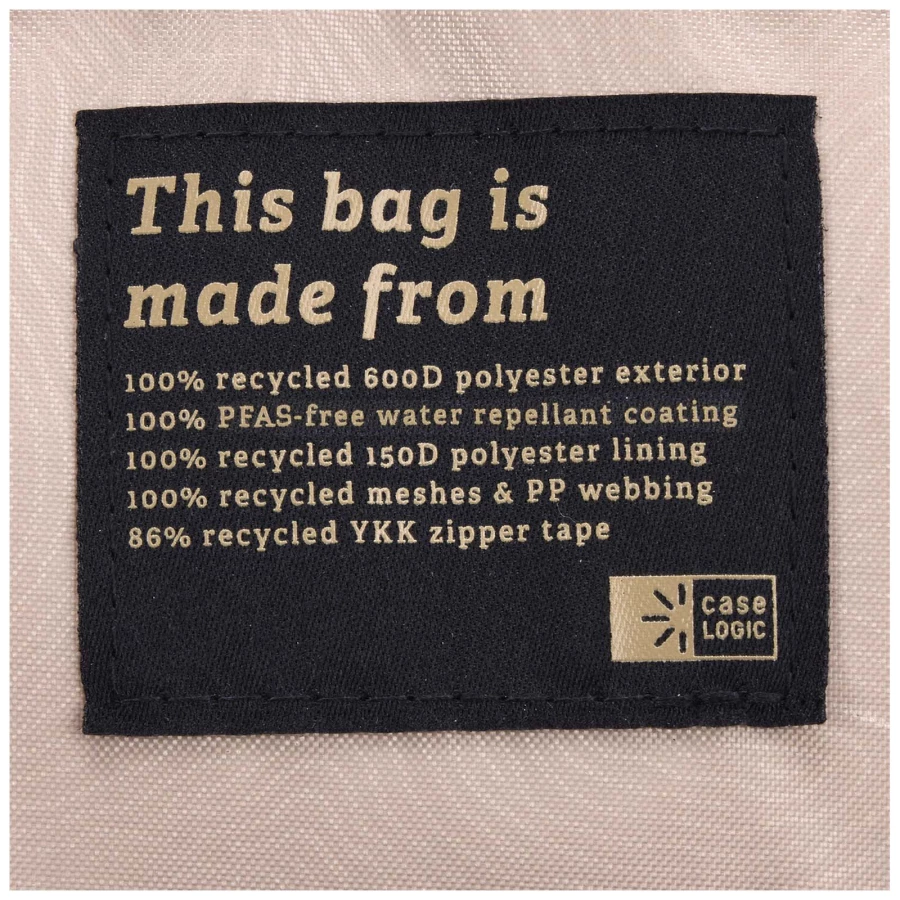 This bag is
made from
100% recycled 600D polyester exterior
100% PFAS-free water repellant coating
100% recycled 150D polyester lining
100% recycled meshes & PP webbing
86% recycled YKK zipper tape
case
LOGIC